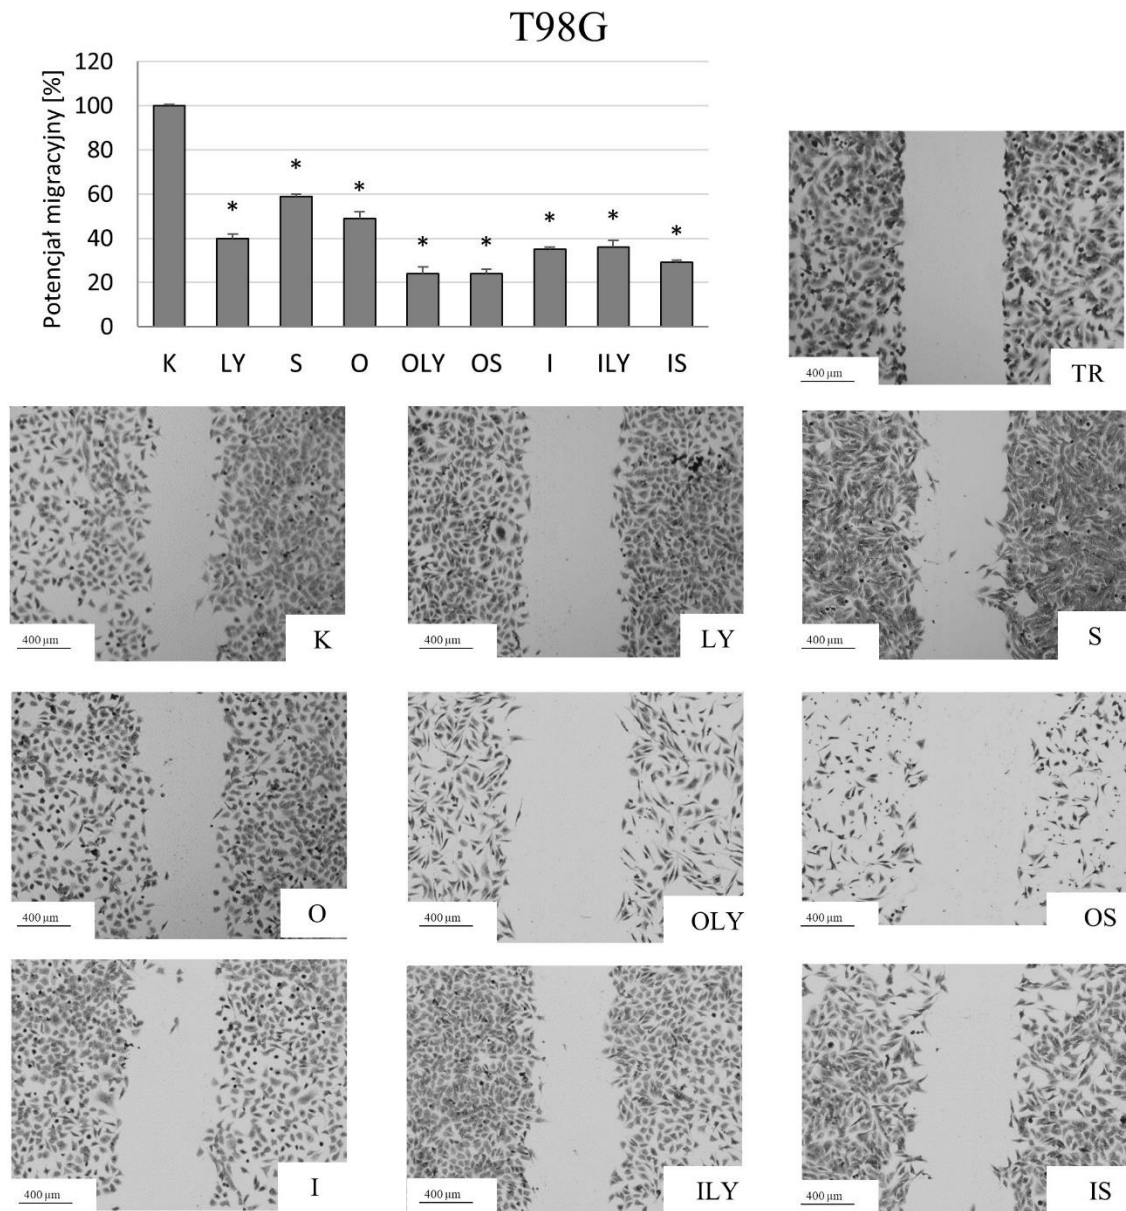 T98G
Potencjał migracyjny [%]
120
100
80
60
40
20
0
* * * * * * * *
K LY S O OLY OS I ILY IS
400 µm TR
400 µm K
400 µm LY
400 µm S
400 µm O
400 µm OLY
400 µm OS
400 µm I
400 µm ILY
400 µm IS